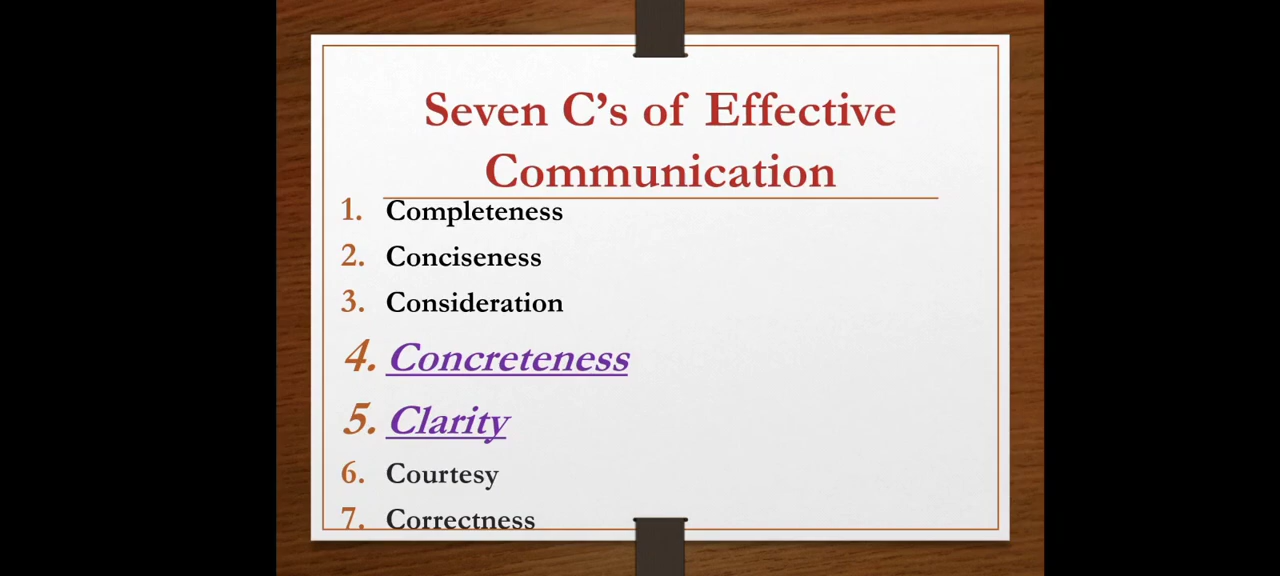 Seven C's of Effective
Communication
1. Completeness
2. Conciseness
3. Consideration
4. Concreteness
5. Clarity
6. Courtesy
7. Correctness